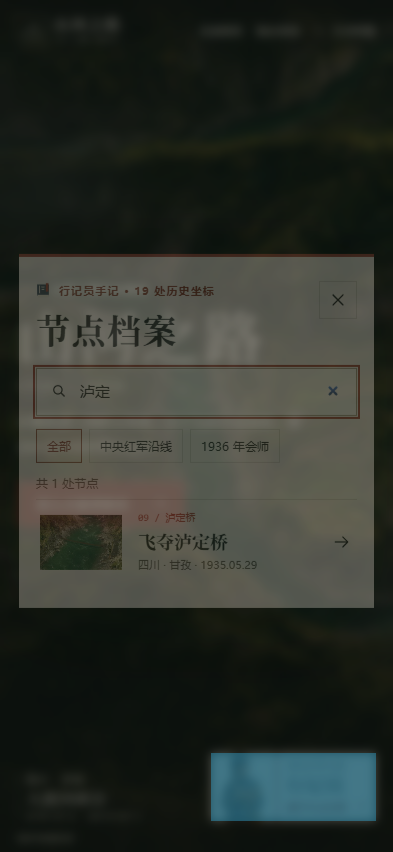 行记员手记 • 19 处历史坐标
节点档案
泸定
全部 中央红军沿线 1936 年会师
共 1 处节点
09 / 泸定桥
飞夺泸定桥
四川 · 甘孜 · 1935.05.29